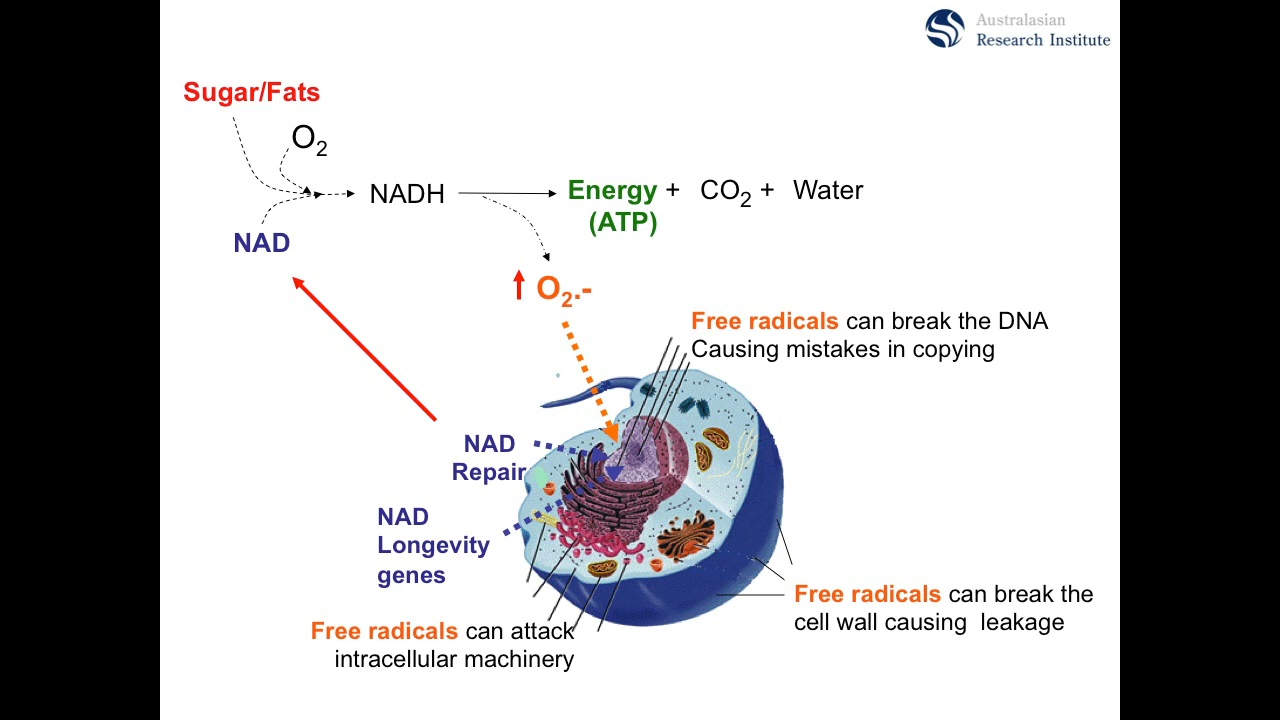 Australasian
Research Institute
Sugar/Fats
O2
NADH
Energy + CO2 + Water
(ATP)
NAD
O2.-
Free radicals can break the DNA
Causing mistakes in copying
NAD
Repair
NAD
Longevity
genes
Free radicals can break the
cell wall causing leakage
Free radicals can attack
intracellular machinery